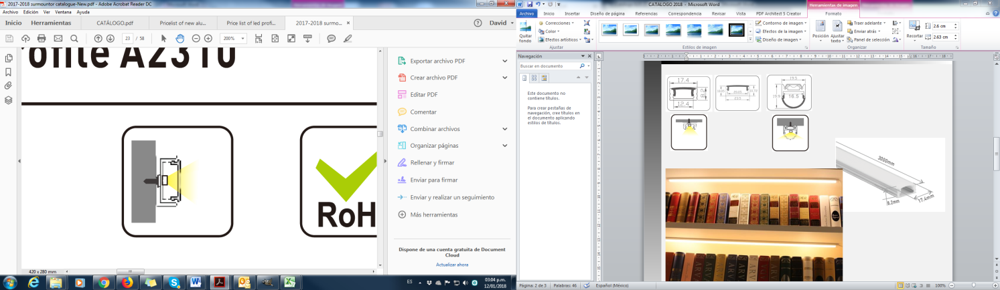 2017-2018 surmountor catalogue-New.pdf - Adobe Acrobat Reader DC
Archivo Edición Ver Ventana Ayuda
Inicio Herramientas CATÁLOGO.pdf Pricelist of new alu... Price list of led profi... 2017-2018 surmo... × David
23 / 58 200%
ofile A2310
RoH
420 x 280 mm
Exportar archivo PDF
Crear archivo PDF
Editar PDF
Comentar
Combinar archivos
Organizar páginas
Rellenar y firmar
Enviar para firmar
Enviar y realizar un seguimiento
Más herramientas
Dispone de una cuenta gratuita de Document
Cloud
Actualizar ahora
ES 03:04 p.m.
12/01/2018
CATÁLOGO 2018 - Microsoft Word
Herramientas de imagen
Archivo Inicio Insertar Diseño de página Referencias Correspondencia Revisar Vista PDF Architect 5 Creator Formato
Quitar
fondo
Correcciones
Color
Efectos artísticos
Ajustar
Estilos de imagen
Contorno de imagen
Efectos de la imagen
Diseño de imagen
Posición
Ajustar
texto
Traer adelante
Enviar atrás
Panel de selección
Organizar
Recortar
2.6 cm
2.63 cm
Tamaño
Navegación
Buscar en documento
Este documento no
contiene títulos.
Para crear pestañas de
navegación, cree títulos en
el documento aplicando
estilos de títulos.
17.4
8.2
12.4
19.5
19.9
16.5
3000mm
8.2mm
17.4mm
Página: 2 de 3 Palabras: 46 Español (México) 100%